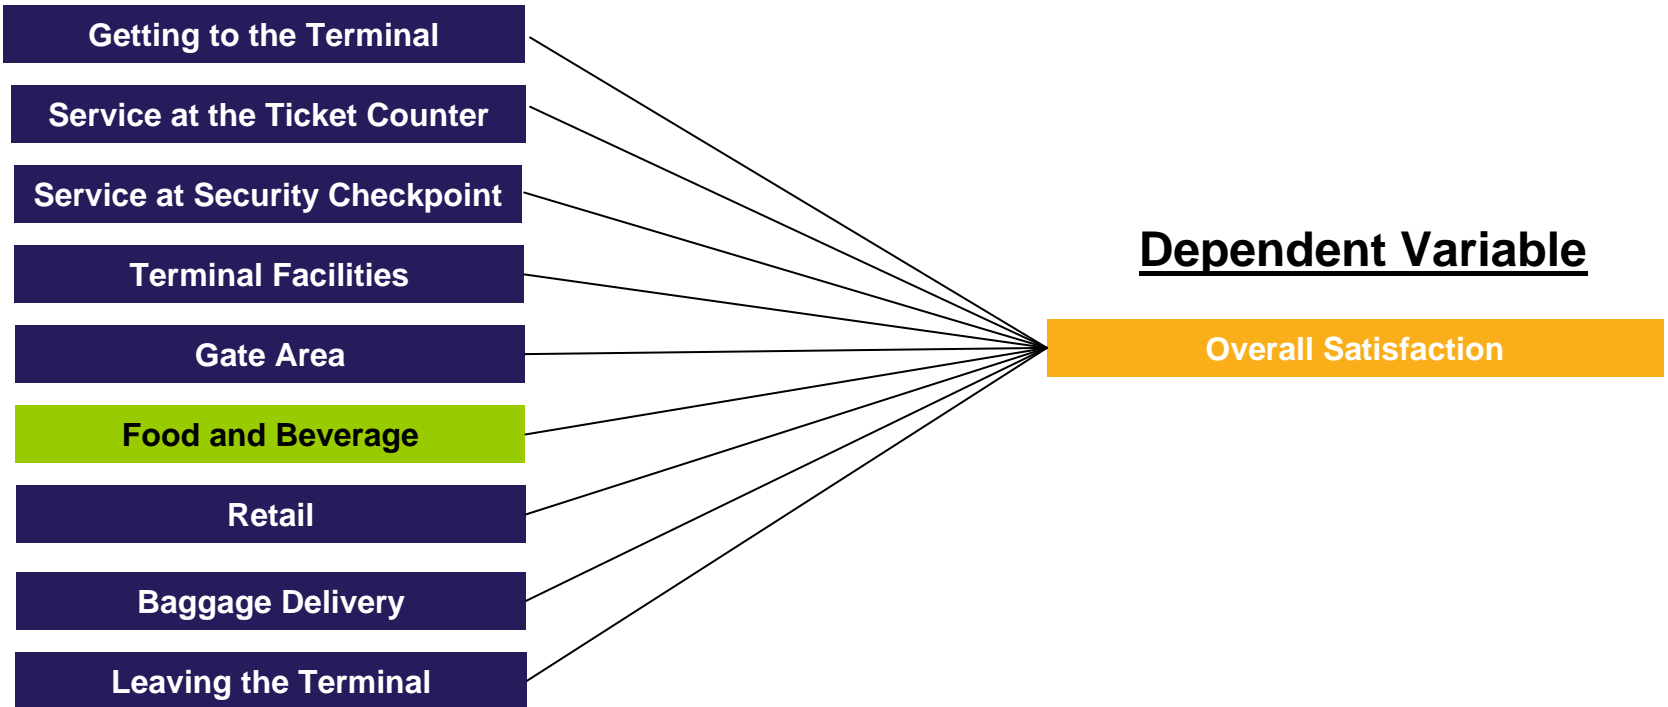 Getting to the Terminal
Service at the Ticket Counter
Service at Security Checkpoint
Terminal Facilities
Gate Area
Food and Beverage
Retail
Baggage Delivery
Leaving the Terminal
Dependent Variable
Overall Satisfaction